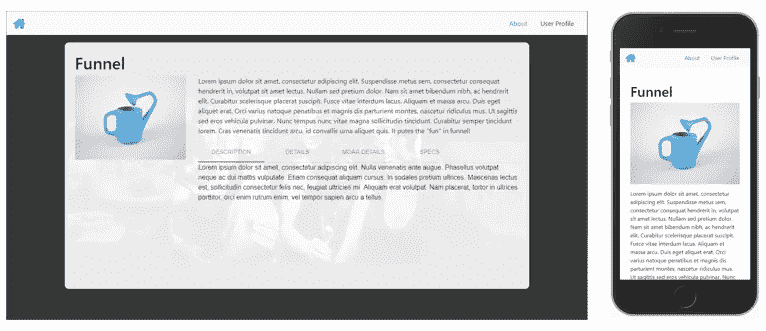 About User Profile
Funnel
Lorem ipsum dolor sit amet, consectetur adipiscing elit. Suspendisse metus sem, consectetur consequat
hendrerit in, volutpat sit amet lectus. Nullam sed pretium dolor. Nam sit amet bibendum nibh, ac hendrerit
elit. Curabitur scelerisque placerat suscipit. Fusce vitae interdum lacus. Aliquam et massa arcu. Duis eget
aliquet erat. Orci varius natoque penatibus et magnis dis parturient montes, nascetur ridiculus mus. Ut sagittis
sed eros vehicula pulvinar. Nunc tempus nunc vitae magna sollicitudin tincidunt. Curabitur semper tincidunt
lorem. Cras venenatis tincidunt arcu, id convallis urna aliquet quis. It putes the "fun" in funnel!
DESCRIPTION DETAILS MOAR DETAILS SPECS
Lorem ipsum dolor sit amet, consectetur adipiscing elit. Nulla venenatis ante augue. Phasellus volutpat
neque ac dui mattis vulputate. Etiam consequat aliquam cursus. In sodales pretium ultrices. Maecenas lectus
est, sollicitudin consectetur felis nec, feugiat ultricies mi. Aliquam erat volutpat. Nam placerat, tortor in ultrices
porttitor, orci enim rutrum enim, vel tempor sapien arcu a tellus.
About User Profile
Funnel
Lorem ipsum dolor sit amet, consectetur
adipiscing elit. Suspendisse metus sem,
consectetur consequat hendrerit in, volutpat
sit amet lectus. Nullam sed pretium dolor.
Nam sit amet bibendum nibh, ac hendrerit
elit. Curabitur scelerisque placerat suscipit.
Fusce vitae interdum lacus. Aliquam et
massa arcu. Duis eget aliquet erat. Orci
varius natoque penatibus et magnis dis
parturient montes, nascetur ridiculus mus.
Ut sagittis sed eros vehicula pulvinar. Nunc